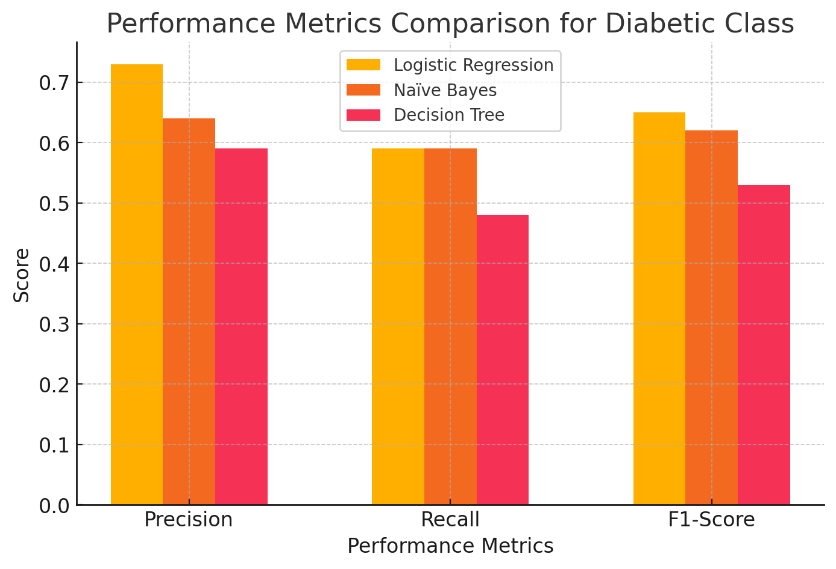 Performance Metrics Comparison for Diabetic Class
Logistic Regression
Naïve Bayes
Decision Tree
0.7
0.6
0.5
0.4
0.3
0.2
0.1
0.0
Score
Precision
Recall
F1-Score
Performance Metrics